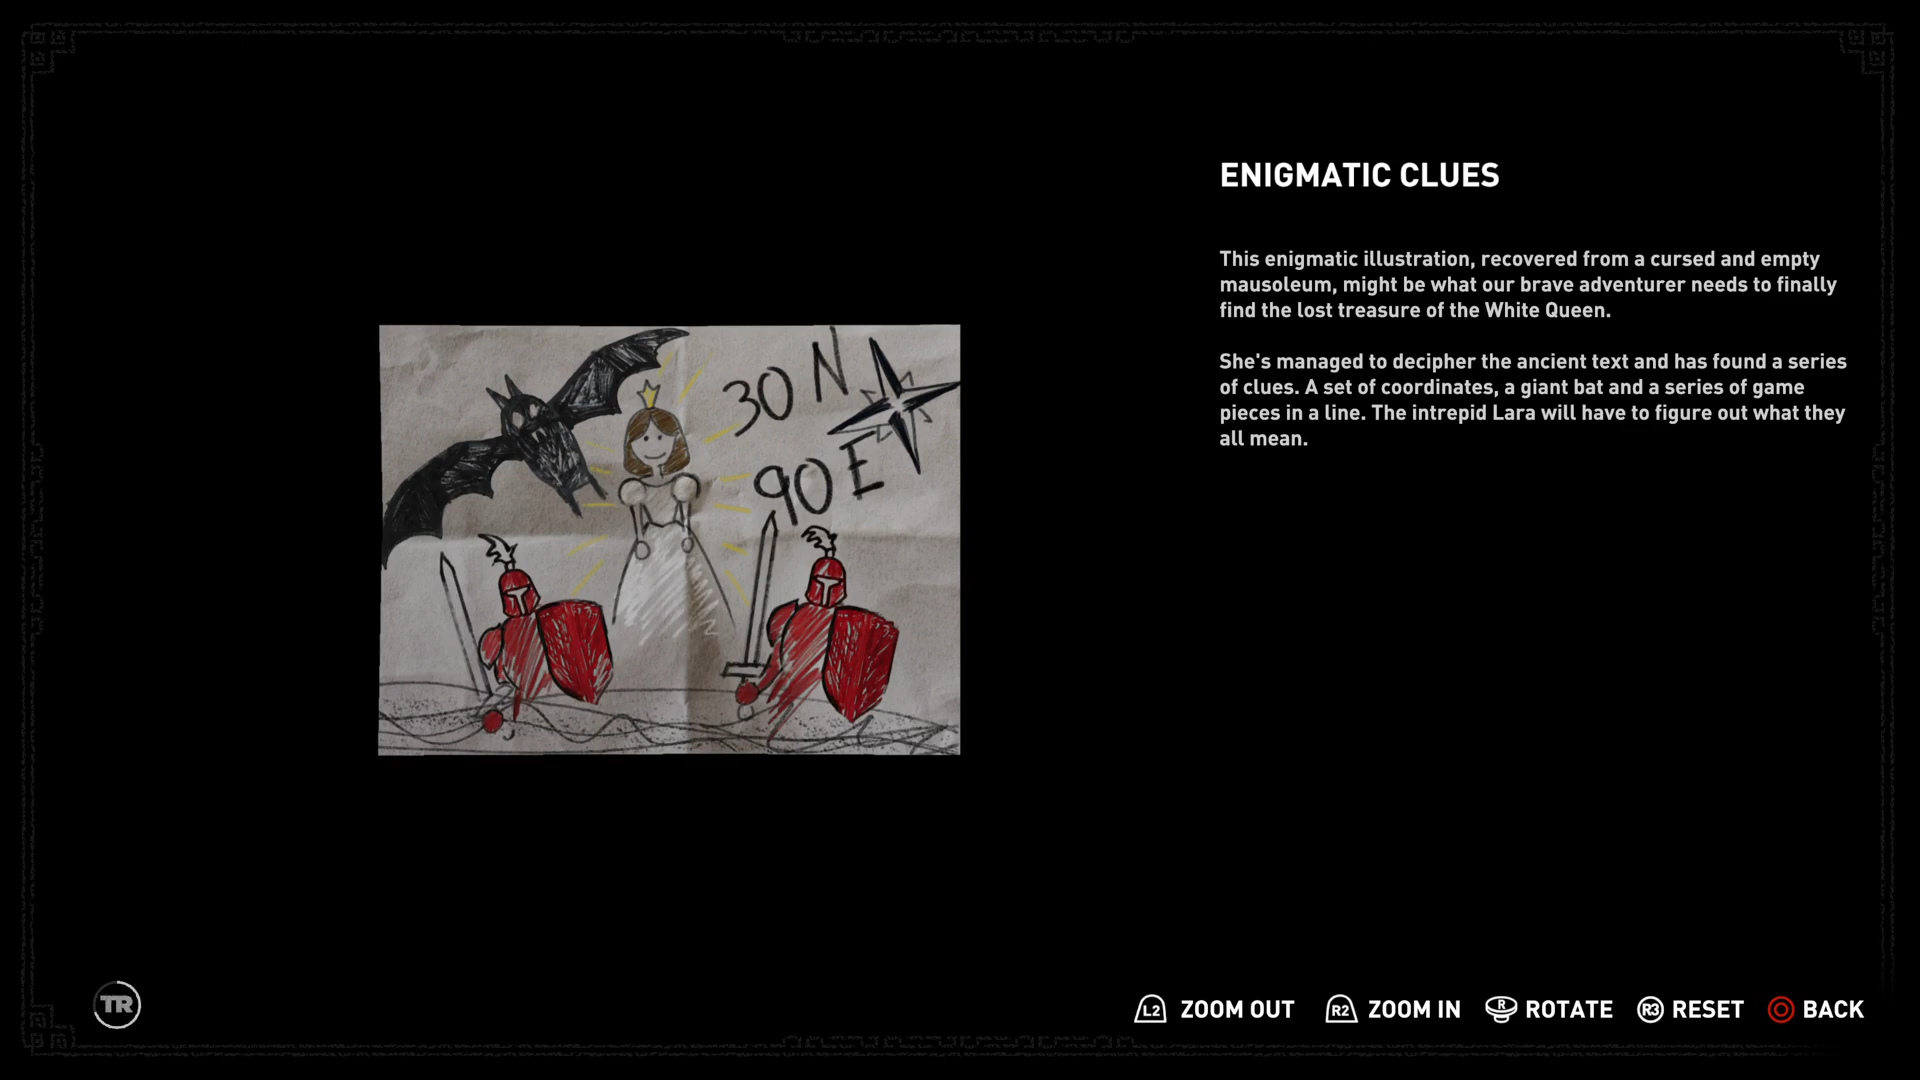 ENIGMATIC CLUES
This enigmatic illustration, recovered from a cursed and empty
mausoleum, might be what our brave adventurer needs to finally
find the lost treasure of the White Queen.
She's managed to decipher the ancient text and has found a series
of clues. A set of coordinates, a giant bat and a series of game
pieces in a line. The intrepid Lara will have to figure out what they
all mean.
30 N
90 E
TR
L2 ZOOM OUT R2 ZOOM IN R ROTATE R3 RESET BACK